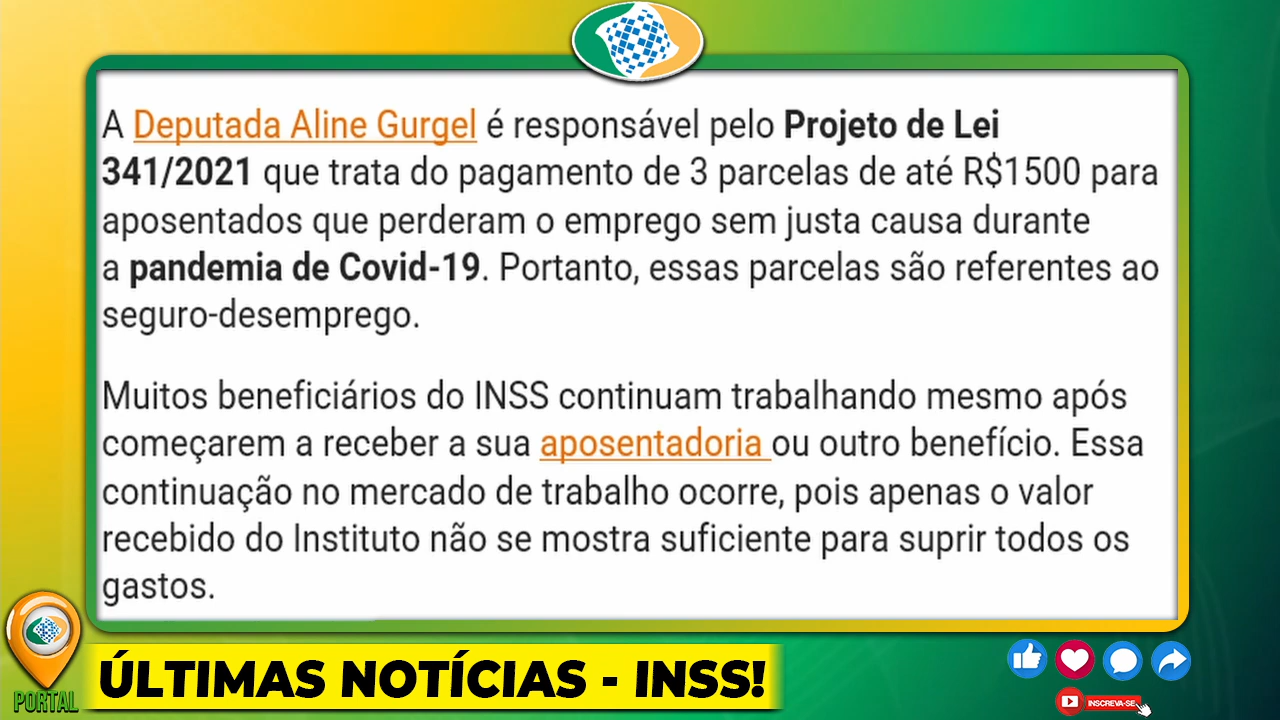 A Deputada Aline Gurgel é responsável pelo Projeto de Lei
341/2021 que trata do pagamento de 3 parcelas de até R$1500 para
aposentados que perderam o emprego sem justa causa durante
a pandemia de Covid-19. Portanto, essas parcelas são referentes ao
seguro-desemprego.
Muitos beneficiários do INSS continuam trabalhando mesmo após
começarem a receber a sua aposentadoria ou outro benefício. Essa
continuação no mercado de trabalho ocorre, pois apenas o valor
recebido do Instituto não se mostra suficiente para suprir todos os
gastos.
PORTAL
ÚLTIMAS NOTÍCIAS - INSS!
INSCREVA-SE